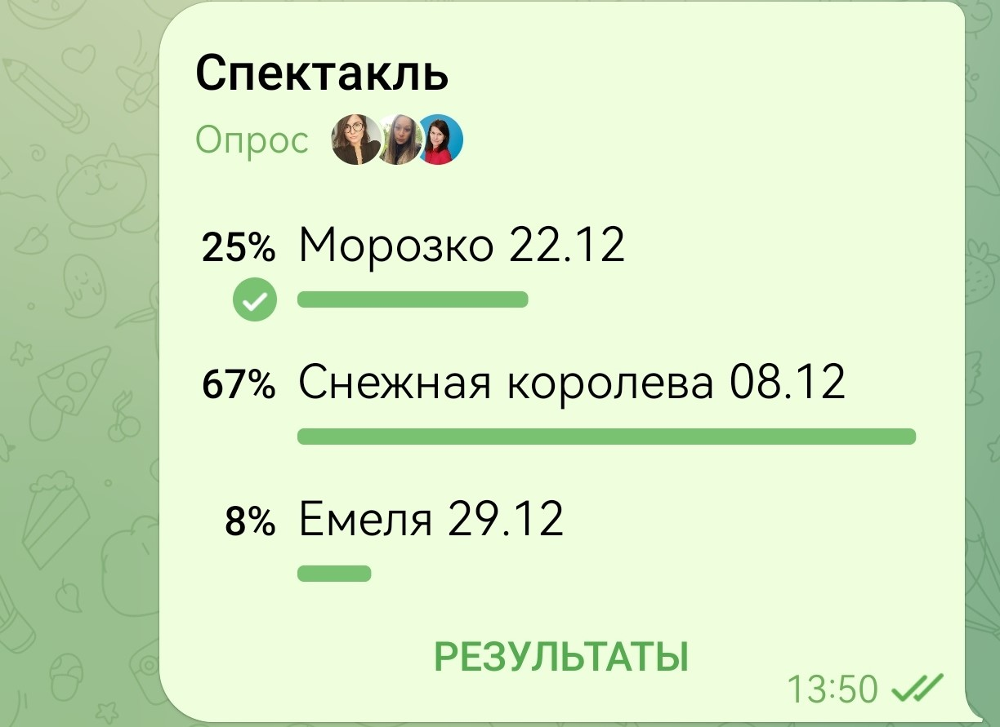 Спектакль
Опрос
25% Морозко 22.12
67% Снежная королева 08.12
8% Емеля 29.12
РЕЗУЛЬТАТЫ
13:50